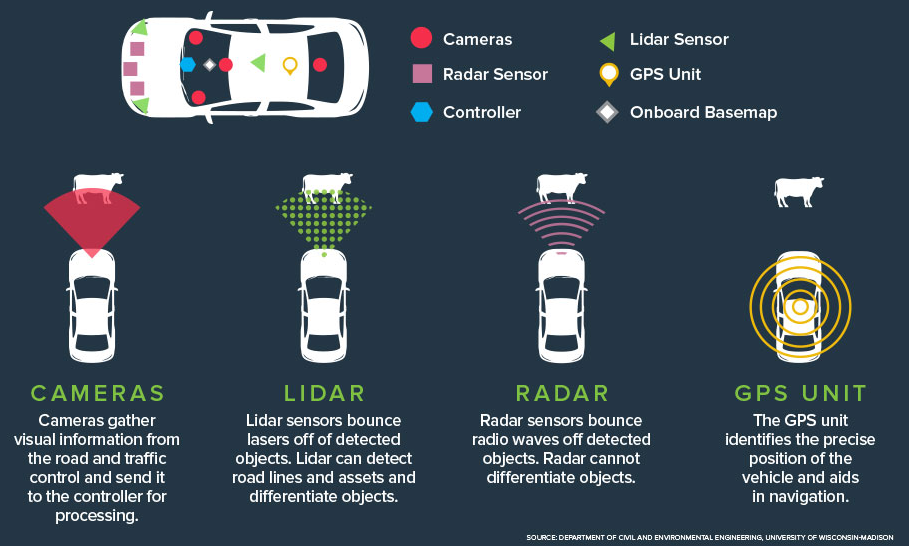 Cameras
Lidar Sensor
Radar Sensor
GPS Unit
Controller
Onboard Basemap
CAMERAS
Cameras gather
visual information from
the road and traffic
control and send it
to the controller for
processing.
LIDAR
Lidar sensors bounce
lasers off of detected
objects. Lidar can detect
road lines and assets and
differentiate objects.
RADAR
Radar sensors bounce
radio waves off detected
objects. Radar cannot
differentiate objects.
GPS UNIT
The GPS unit
identifies the precise
position of the
vehicle and aids
in navigation.
SOURCE: DEPARTMENT OF CIVIL AND ENVIRONMENTAL ENGINEERING, UNIVERSITY OF WISCONSIN-MADISON